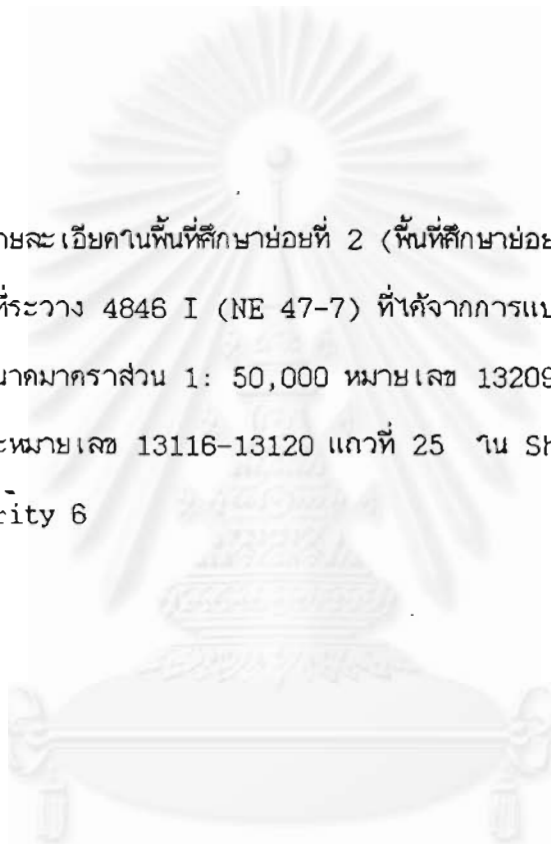 ายละเอียดในพื้นที่ศึกษาย่อยที่ 2 (พื้นที่ศึกษาย่อย
ที่ระวาง 4846 I (NE 47-7) ที่ได้จากการแป
นาดมาตราส่วน 1: 50,000 หมายเลข 13209
ะหมายเลข 13116-13120 แถวที่ 25 ใน Sh
rity 6